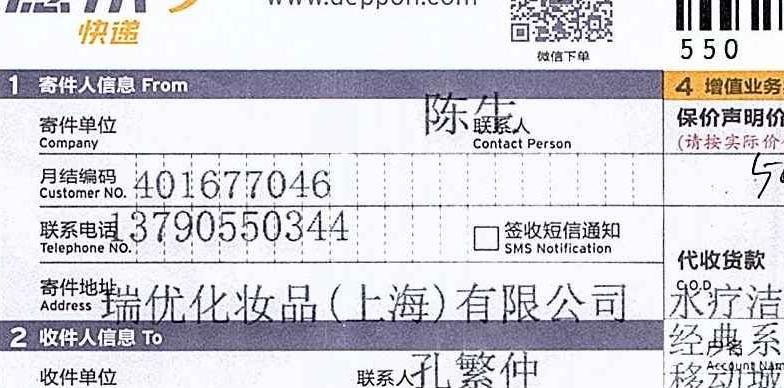 快递
www.deppon.com
微信下单
550
1 寄件人信息 From
4 增值业务
陈生
寄件单位
Company
联系人
Contact Person
保价声明价
(请按实际价
月结编码
Customer NO. 401677046
联系电话
Telephone NO. 13790550344
签收短信通知
SMS Notification
代收货款
C.O.D.
寄件地址
Address 瑞优化妆品(上海)有限公司
水疗洁
2 收件人信息 To
经典系
户名
Account Nam
收件单位
联系人 孔繁仲
移动城